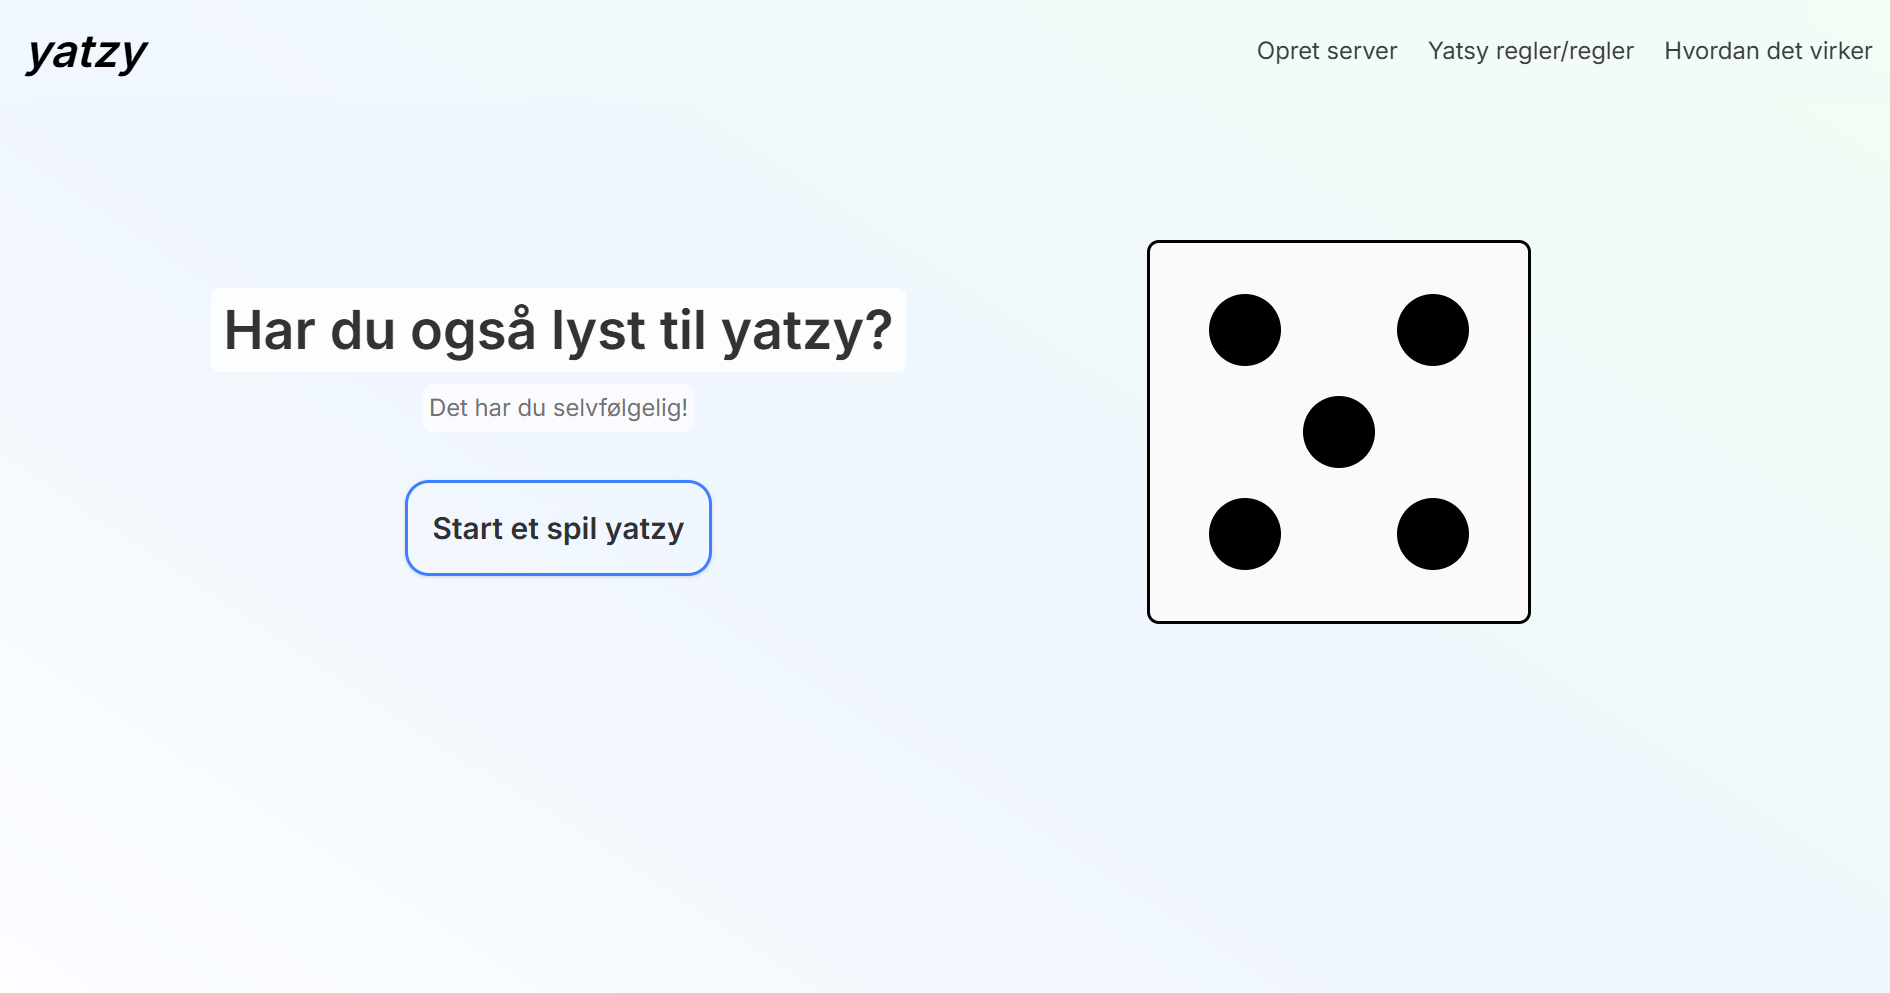 yatzy
Opret server
Yatsy regler/regler
Hvordan det virker
Har du også lyst til yatzy?
Det har du selvfølgelig!
Start et spil yatzy